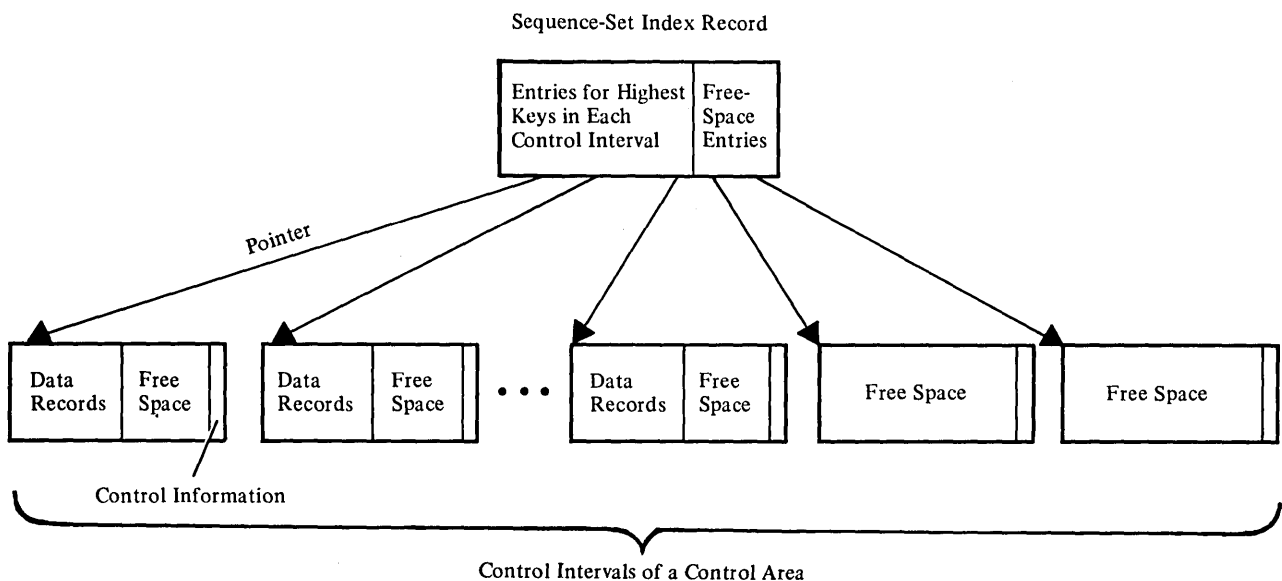 Sequence-Set Index Record
Entries for Highest
Keys in Each
Control Interval
Free-
Space
Entries
Pointer
Data
Records
Free
Space
Data
Records
Free
Space
• • •
Data
Records
Free
Space
Free Space
Free Space
Control Information
Control Intervals of a Control Area